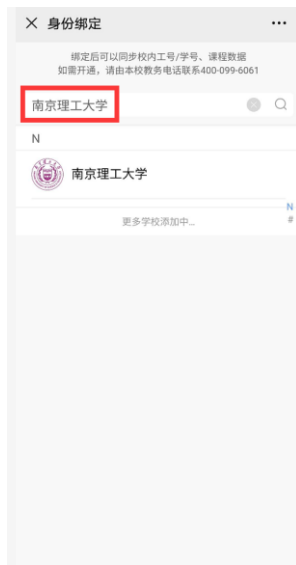 身份绑定
绑定后可以同步校内工号/学号、课程数据
如需开通，请由本校教务电话联系400-099-6061
南京理工大学
N
南京理工大学
更多学校添加中...
N
#